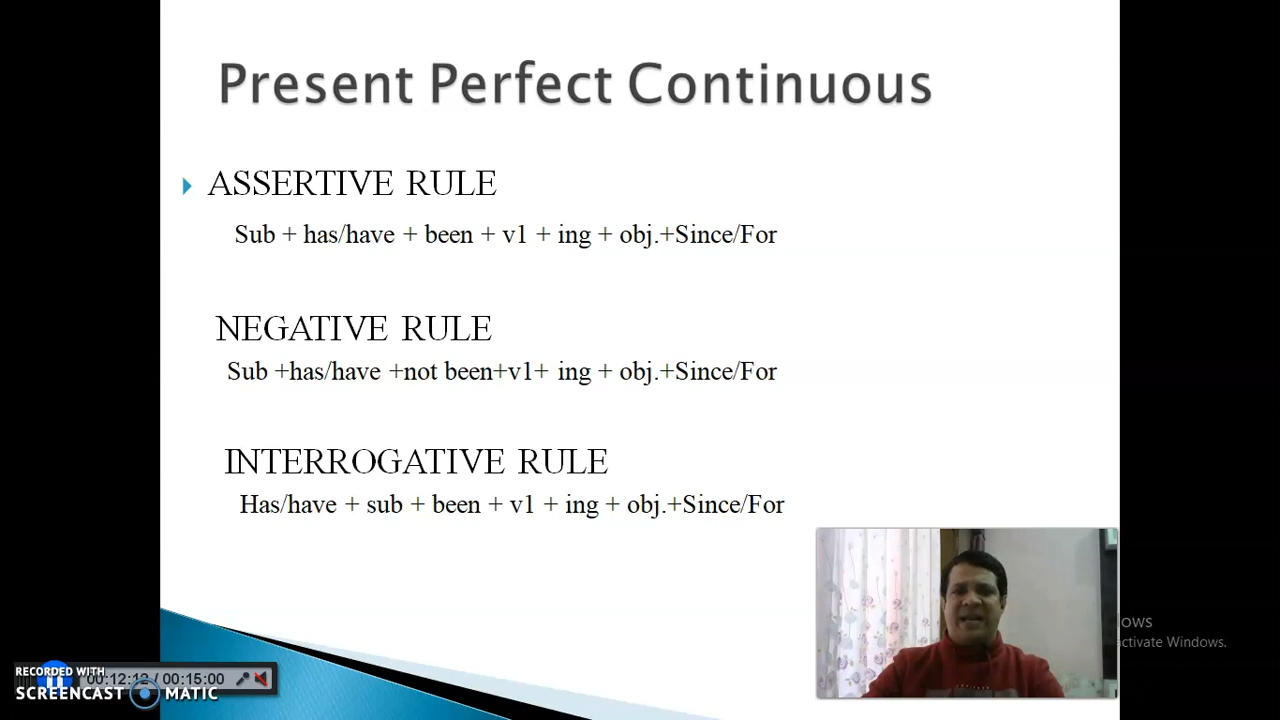 Present Perfect Continuous
ASSERTIVE RULE
Sub + has/have + been + v1 + ing + obj.+Since/For
NEGATIVE RULE
Sub +has/have +not been+v1+ ing + obj.+Since/For
INTERROGATIVE RULE
Has/have + sub + been + v1 + ing + obj.+Since/For
ows
activate Windows.
RECORDED WITH
00:12:12 / 00:15:00
SCREENCAST MATIC